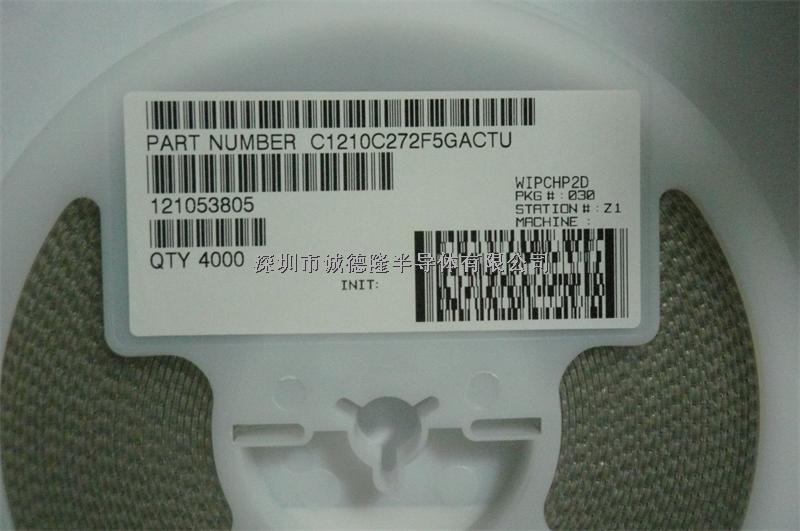 PART NUMBER C1210C272F5GACTU
121053805
QTY 4000
WIPCHP2D
PKG # : 030
STATION # : Z1
MACHINE :
深圳市诚德隆半导体有限公司
INIT: